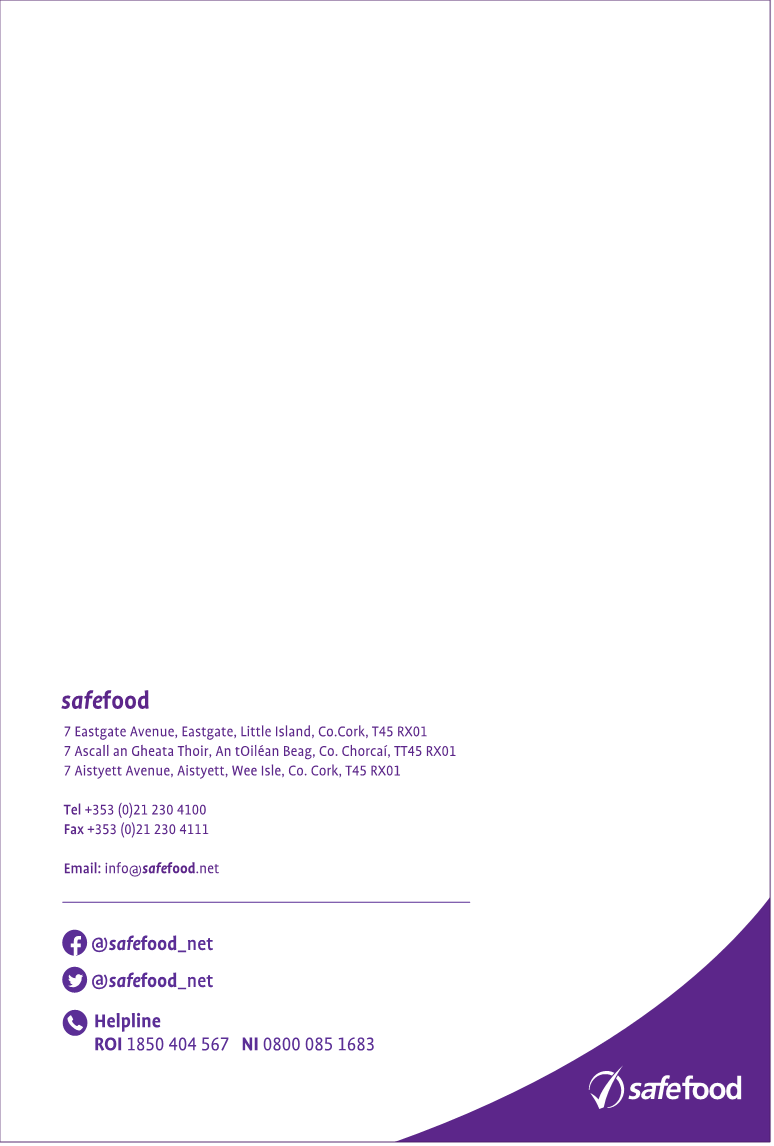 safefood
7 Eastgate Avenue, Eastgate, Little Island, Co.Cork, T45 RX01
7 Ascall an Gheata Thoir, An tOiléan Beag, Co. Chorcaí, TT45 RX01
7 Aistyett Avenue, Aistyett, Wee Isle, Co. Cork, T45 RX01
Tel +353 (0)21 230 4100
Fax +353 (0)21 230 4111
Email: info@safefood.net
@safefood_net
@safefood_net
Helpline
ROI 1850 404 567 NI 0800 085 1683
safefood